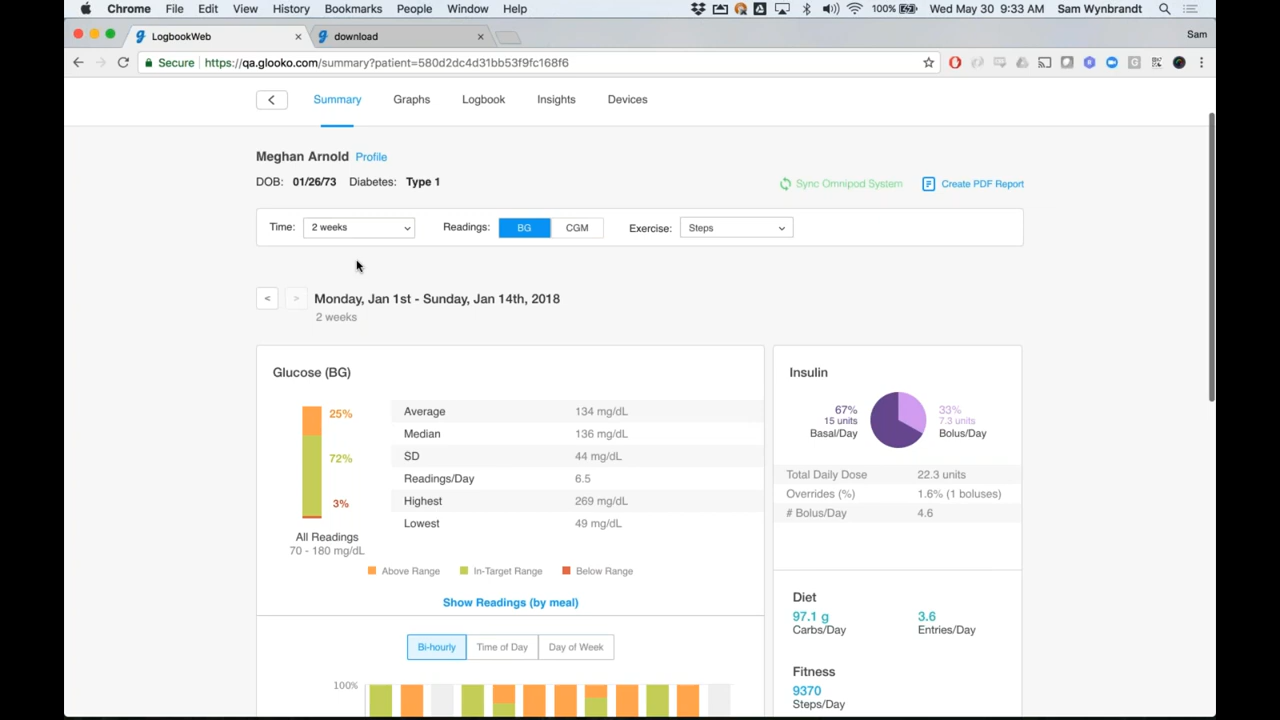 Chrome File Edit View History Bookmarks People Window Help 100% Wed May 30 9:33 AM Sam Wynbrandt
LogbookWeb × download × Sam
Secure https://qa.glooko.com/summary?patient=580d2dc4d31bb53f9fc168f6
< Summary Graphs Logbook Insights Devices
Meghan Arnold Profile
DOB: 01/26/73 Diabetes: Type 1
Sync Omnipod System Create PDF Report
Time: 2 weeks Readings: BG CGM Exercise: Steps
< > Monday, Jan 1st - Sunday, Jan 14th, 2018
2 weeks
Glucose (BG)
25%
72%
3%
All Readings
70 - 180 mg/dL
Average 134 mg/dL
Median 136 mg/dL
SD 44 mg/dL
Readings/Day 6.5
Highest 269 mg/dL
Lowest 49 mg/dL
Above Range In-Target Range Below Range
Show Readings (by meal)
Bi-hourly Time of Day Day of Week
100%
Insulin
67%
15 units
Basal/Day
33%
7.3 units
Bolus/Day
Total Daily Dose 22.3 units
Overrides (%) 1.6% (1 boluses)
# Bolus/Day 4.6
Diet
97.1 g 3.6
Carbs/Day Entries/Day
Fitness
9370
Steps/Day